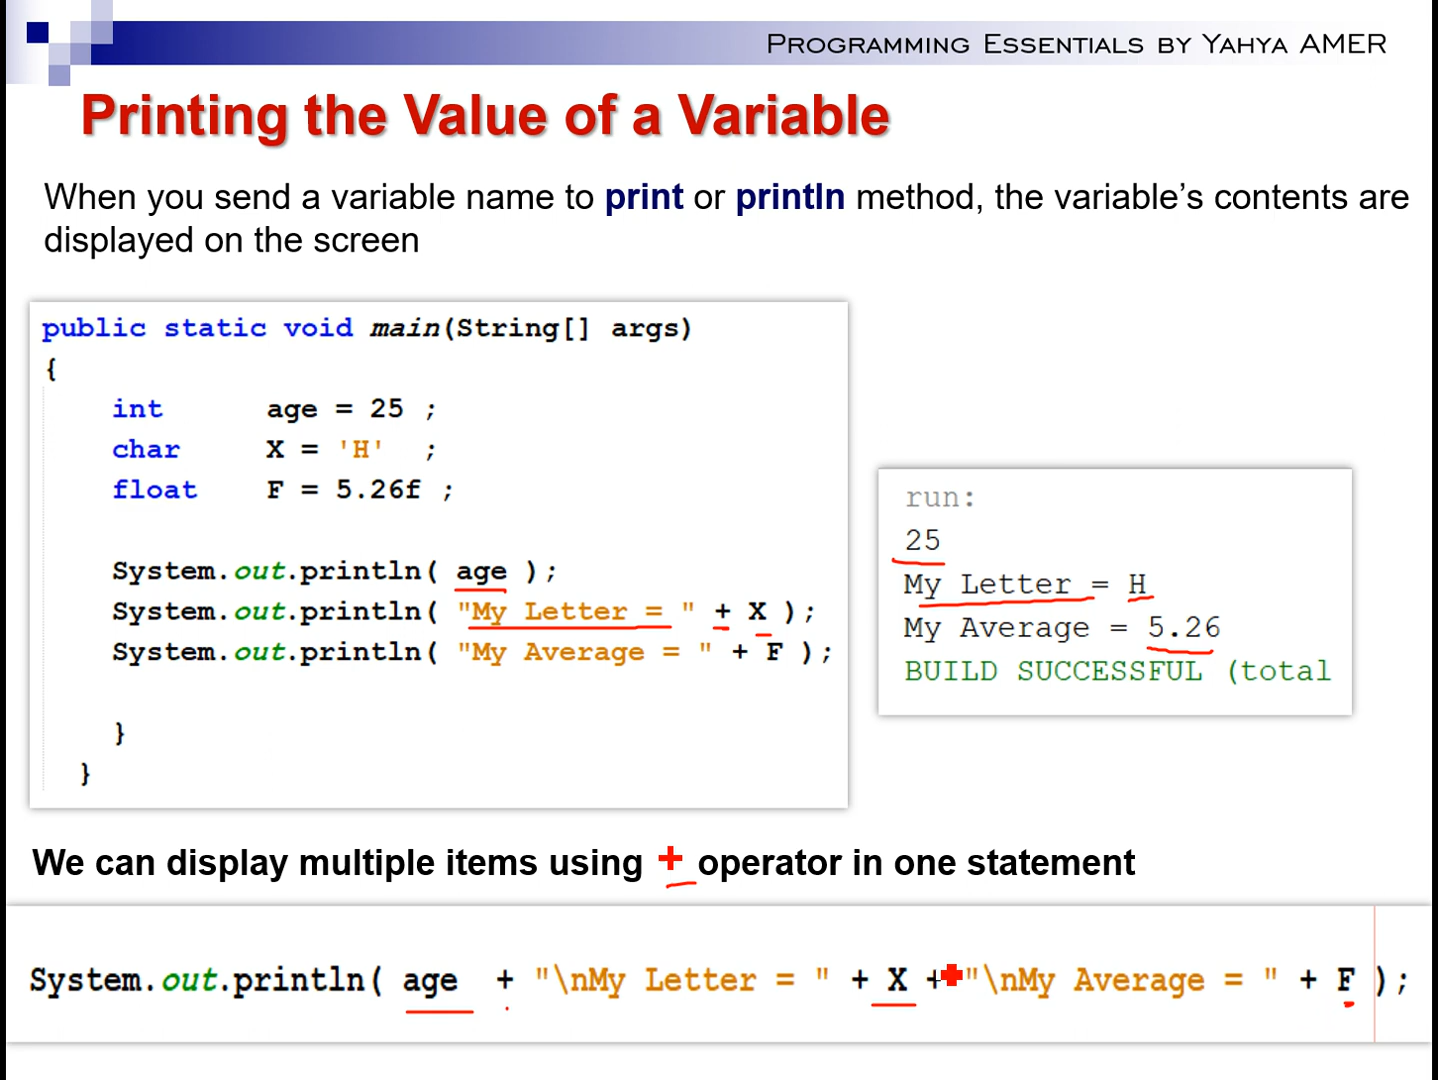 PROGRAMMING ESSENTIALS BY YAHYA AMER
Printing the Value of a Variable
When you send a variable name to print or println method, the variable’s contents are
displayed on the screen
public static void main(String[] args)
{
int age = 25 ;
char X = 'H' ;
float F = 5.26f ;
System.out.println( age );
System.out.println( "My Letter = " + X );
System.out.println( "My Average = " + F );
}
}
run:
25
My Letter = H
My Average = 5.26
BUILD SUCCESSFUL (total
We can display multiple items using + operator in one statement
System.out.println( age + "\nMy Letter = " + X + "\nMy Average = " + F );